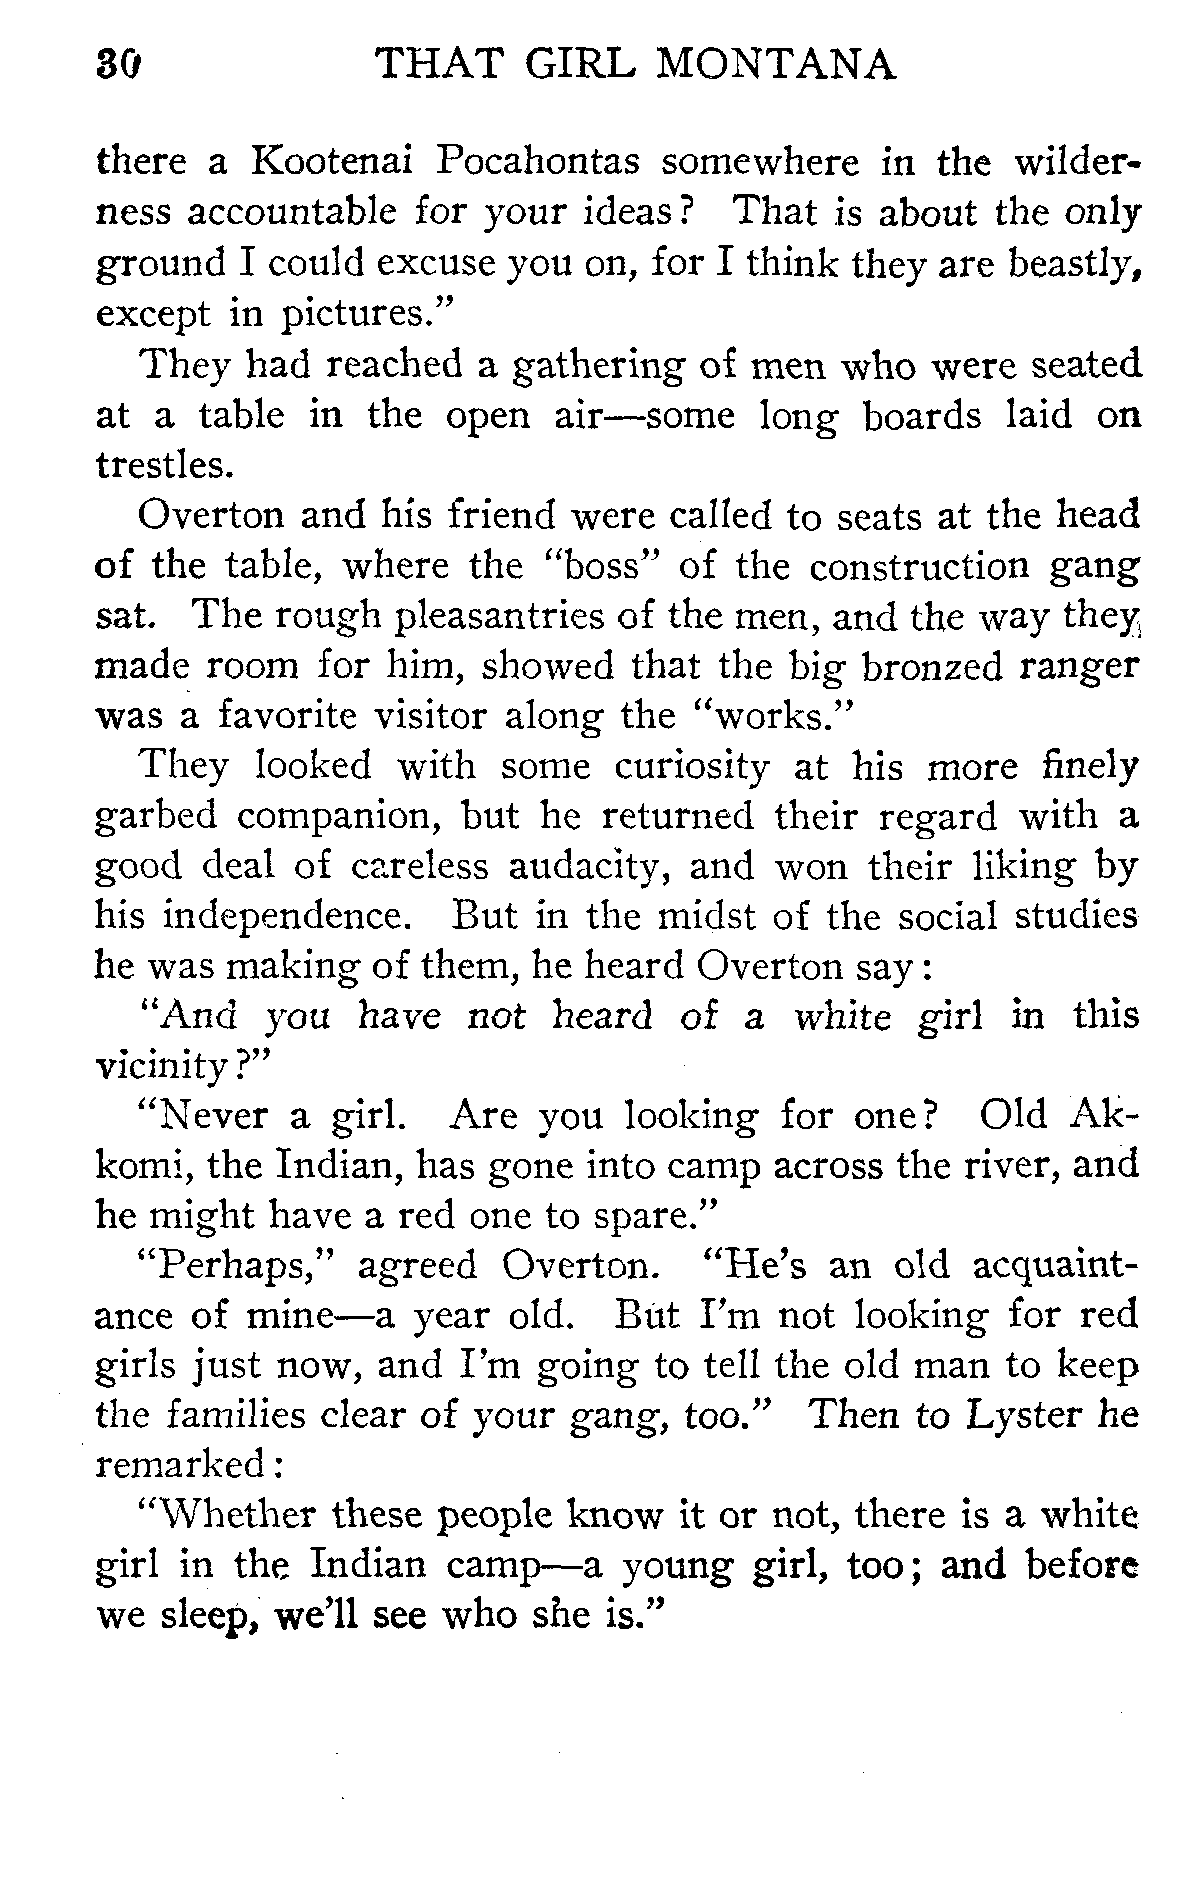 30 THAT GIRL MONTANA
there a Kootenai Pocahontas somewhere in the wilder-
ness accountable for your ideas? That is about the only
ground I could excuse you on, for I think they are beastly,
except in pictures.”
They had reached a gathering of men who were seated
at a table in the open air—some long boards laid on
trestles.
Overton and his friend were called to seats at the head
of the table, where the “boss” of the construction gang
sat. The rough pleasantries of the men, and the way they
made room for him, showed that the big bronzed ranger
was a favorite visitor along the “works.”
They looked with some curiosity at his more finely
garbed companion, but he returned their regard with a
good deal of careless audacity, and won their liking by
his independence. But in the midst of the social studies
he was making of them, he heard Overton say:
“And you have not heard of a white girl in this
vicinity?”
“Never a girl. Are you looking for one? Old Ak-
komi, the Indian, has gone into camp across the river, and
he might have a red one to spare.”
“Perhaps,” agreed Overton. “He’s an old acquaint-
ance of mine—a year old. But I’m not looking for red
girls just now, and I’m going to tell the old man to keep
the families clear of your gang, too.” Then to Lyster he
remarked:
“Whether these people know it or not, there is a white
girl in the Indian camp—a young girl, too; and before
we sleep, we’ll see who she is.”